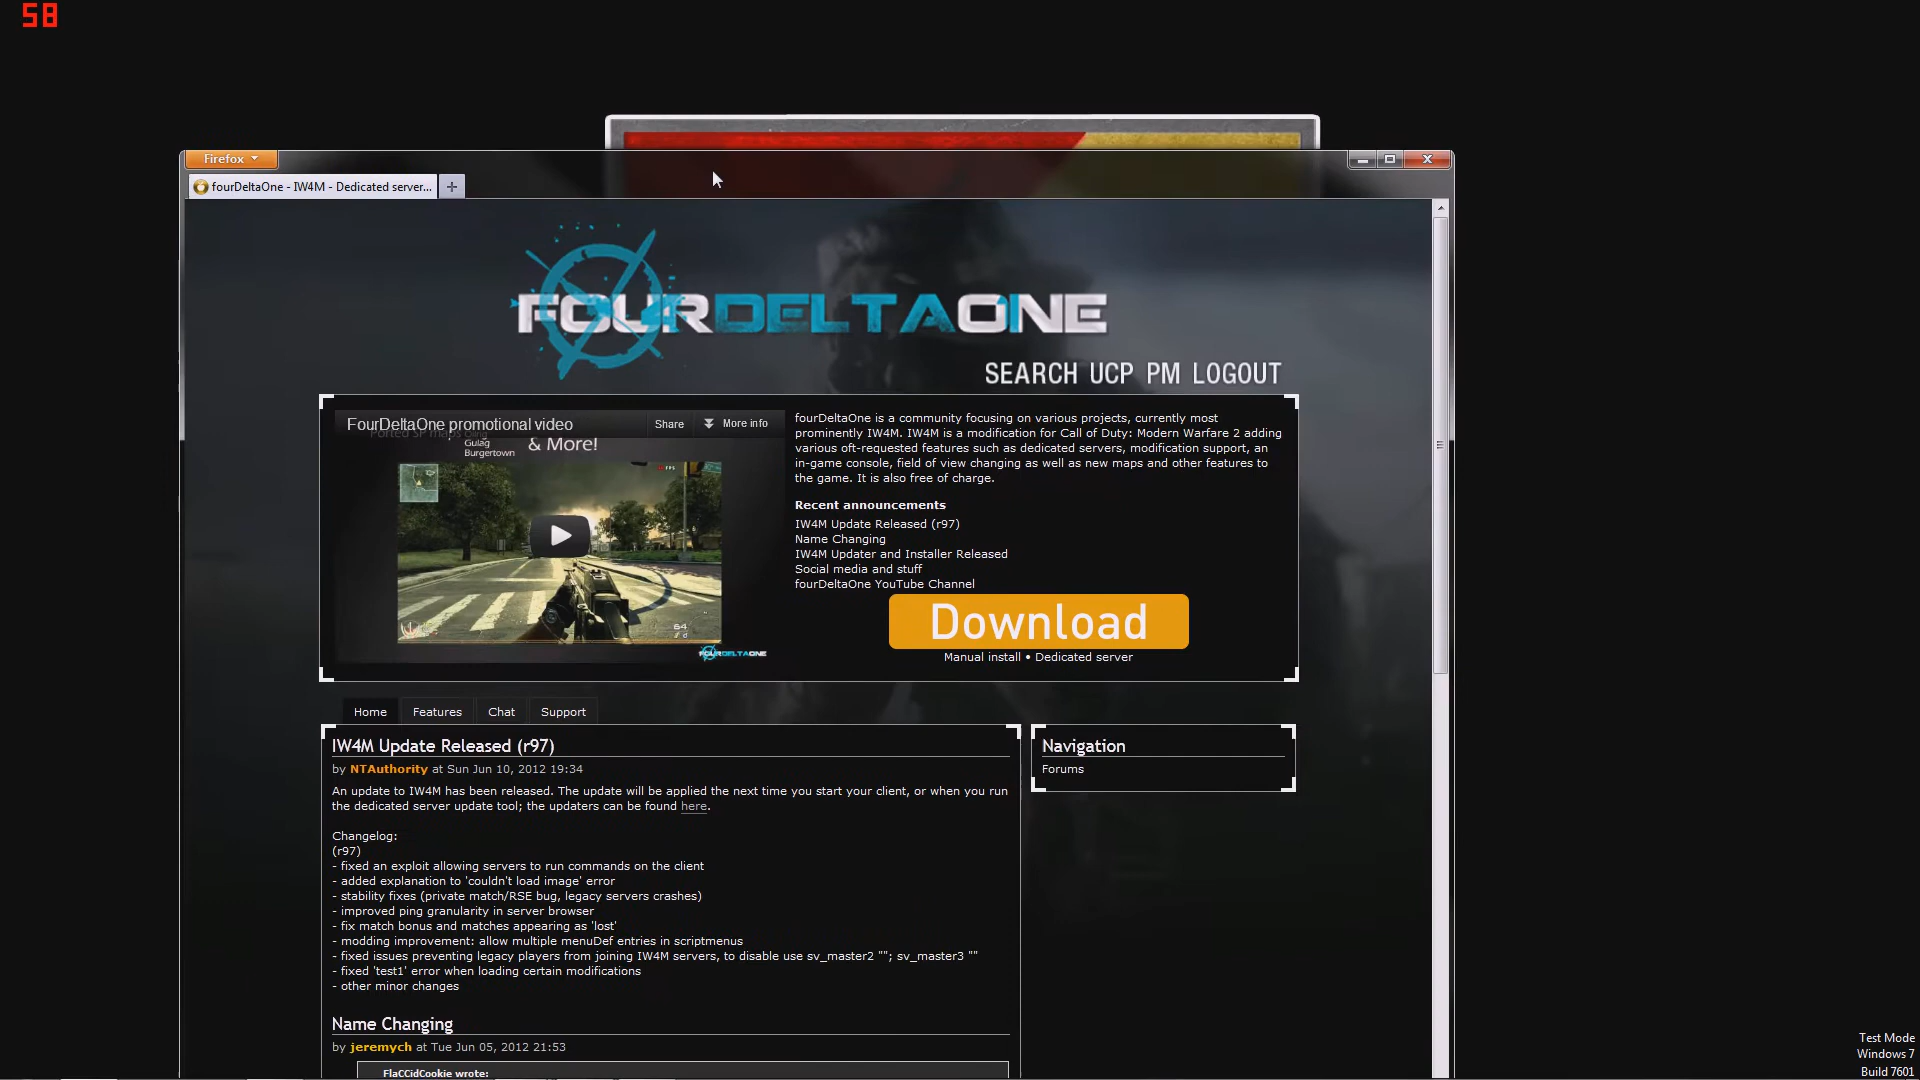 58
Firefox
fourDeltaOne - IW4M - Dedicated server...
FOURDELTAONE
SEARCH UCP PM LOGOUT
FourDeltaOne promotional video
Share
More info
Ported SP maps
Gulag
Burgertown
& More!
64
FOURDELTAONE
fourDeltaOne is a community focusing on various projects, currently most
prominently IW4M. IW4M is a modification for Call of Duty: Modern Warfare 2 adding
various oft-requested features such as dedicated servers, modification support, an
in-game console, field of view changing as well as new maps and other features to
the game. It is also free of charge.
Recent announcements
IW4M Update Released (r97)
Name Changing
IW4M Updater and Installer Released
Social media and stuff
fourDeltaOne YouTube Channel
Download
Manual install • Dedicated server
Home Features Chat Support
IW4M Update Released (r97)
by NTAuthority at Sun Jun 10, 2012 19:34
An update to IW4M has been released. The update will be applied the next time you start your client, or when you run
the dedicated server update tool; the updaters can be found here.
Changelog:
(r97)
- fixed an exploit allowing servers to run commands on the client
- added explanation to 'couldn't load image' error
- stability fixes (private match/RSE bug, legacy servers crashes)
- improved ping granularity in server browser
- fix match bonus and matches appearing as 'lost'
- modding improvement: allow multiple menuDef entries in scriptmenus
- fixed issues preventing legacy players from joining IW4M servers, to disable use sv_master2 ""; sv_master3 ""
- fixed 'test1' error when loading certain modifications
- other minor changes
Name Changing
by jeremych at Tue Jun 05, 2012 21:53
FlaCCidCookie wrote:
Navigation
Forums
Test Mode
Windows 7
Build 7601